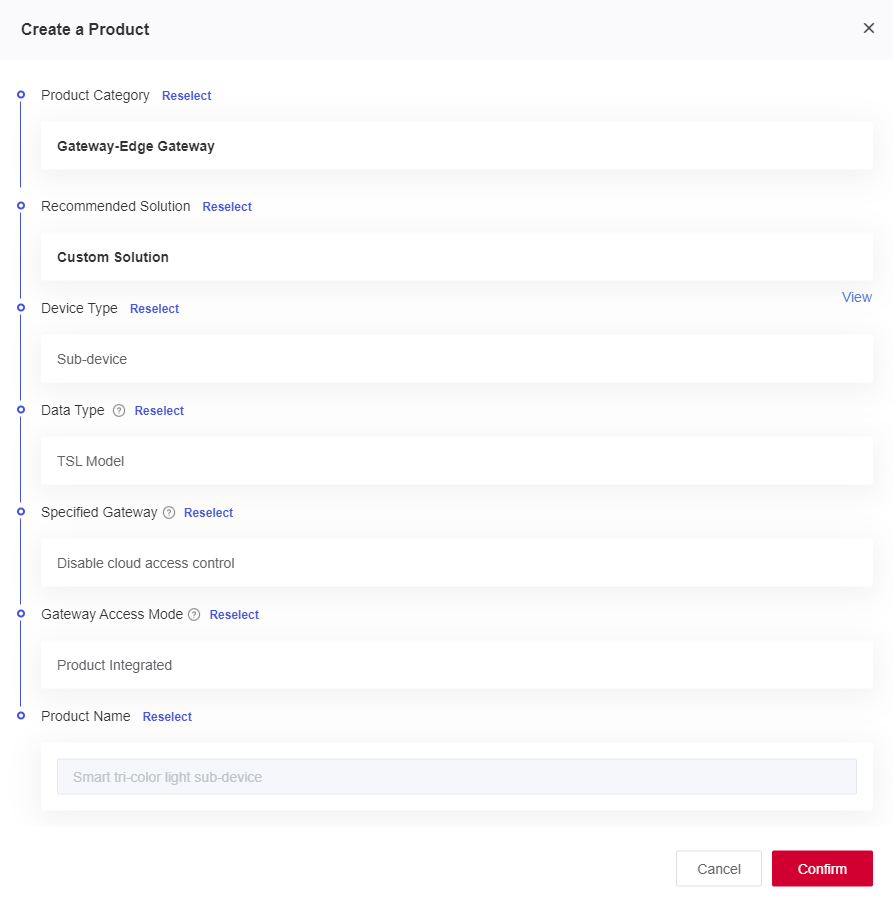 Create a Product
Product Category Reselect
Gateway-Edge Gateway
Recommended Solution Reselect
Custom Solution
View
Device Type Reselect
Sub-device
Data Type ? Reselect
TSL Model
Specified Gateway ? Reselect
Disable cloud access control
Gateway Access Mode ? Reselect
Product Integrated
Product Name Reselect
Smart tri-color light sub-device
Cancel Confirm